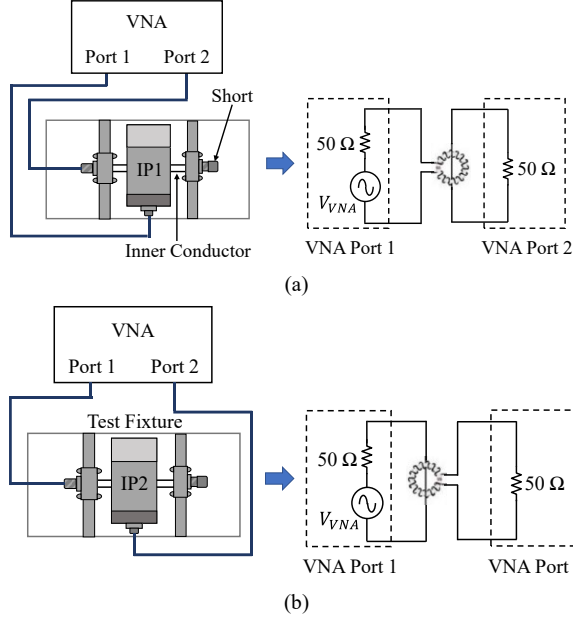 VNA
Port 1 Port 2
Short
IP1
Inner Conductor
50 Ω
V_VNA
50 Ω
VNA Port 1
VNA Port 2
(a)
VNA
Port 1 Port 2
Test Fixture
IP2
50 Ω
V_VNA
50 Ω
VNA Port 1
VNA Port
(b)